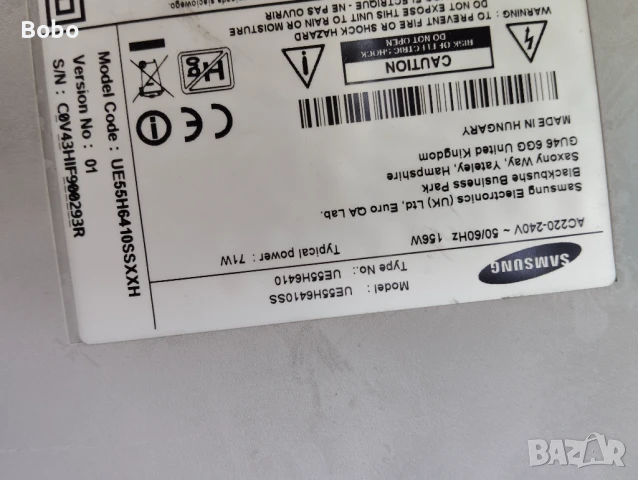 Bobo
SAMSUNG
Model : UE55H6410SS
Type No.: UE55H6410
AC220-240V ~ 50/60Hz 156W
Typical power : 71W
Samsung Electronics (UK) Ltd, Euro QA Lab.
Blackbushe Business Park
Saxony Way, Yateley, Hampshire
GU46 6GG United Kingdom
MADE IN HUNGARY
CAUTION
RISK OF ELECTRIC SHOCK
DO NOT OPEN
WARNING:
TO PREVENT FIRE OR SHOCK HAZARD
DO NOT EXPOSE THIS UNIT TO RAIN OR MOISTURE
ELECTRIQUE - NE PAS OUVRIR
Hg
CE
Model Code : UE55H6410SSXXH
Version No : 01
S/N : C0V43HIF900293R
BAZAR